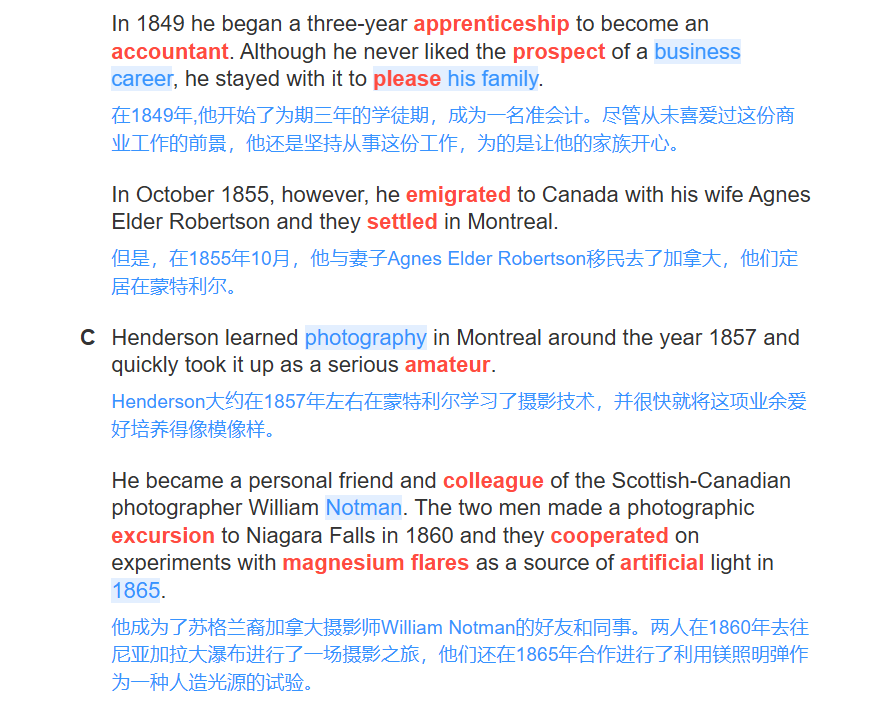 In 1849 he began a three-year apprenticeship to become an
accountant. Although he never liked the prospect of a business
career, he stayed with it to please his family.
在1849年,他开始了为期三年的学徒期，成为一名准会计。尽管从未喜爱过这份商
业工作的前景，他还是坚持从事这份工作，为的是让他的家族开心。
In October 1855, however, he emigrated to Canada with his wife Agnes
Elder Robertson and they settled in Montreal.
但是，在1855年10月，他与妻子Agnes Elder Robertson移民去了加拿大，他们定
居在蒙特利尔。
C Henderson learned photography in Montreal around the year 1857 and
quickly took it up as a serious amateur.
Henderson大约在1857年左右在蒙特利尔学习了摄影技术，并很快就将这项业余爱
好培养得像模像样。
He became a personal friend and colleague of the Scottish-Canadian
photographer William Notman. The two men made a photographic
excursion to Niagara Falls in 1860 and they cooperated on
experiments with magnesium flares as a source of artificial light in
1865.
他成为了苏格兰裔加拿大摄影师William Notman的好友和同事。两人在1860年去往
尼亚加拉大瀑布进行了一场摄影之旅，他们还在1865年合作进行了利用镁照明弹作
为一种人造光源的试验。